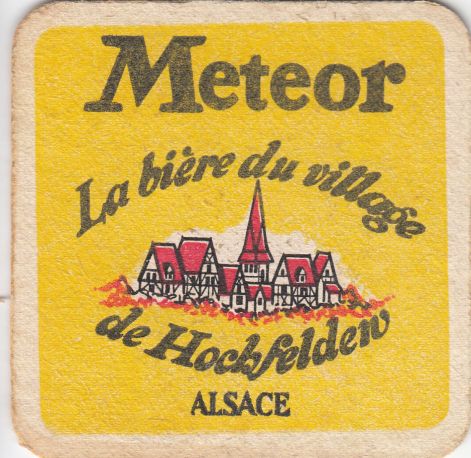 Meteor
La bière du village
de Hochfelden
ALSACE